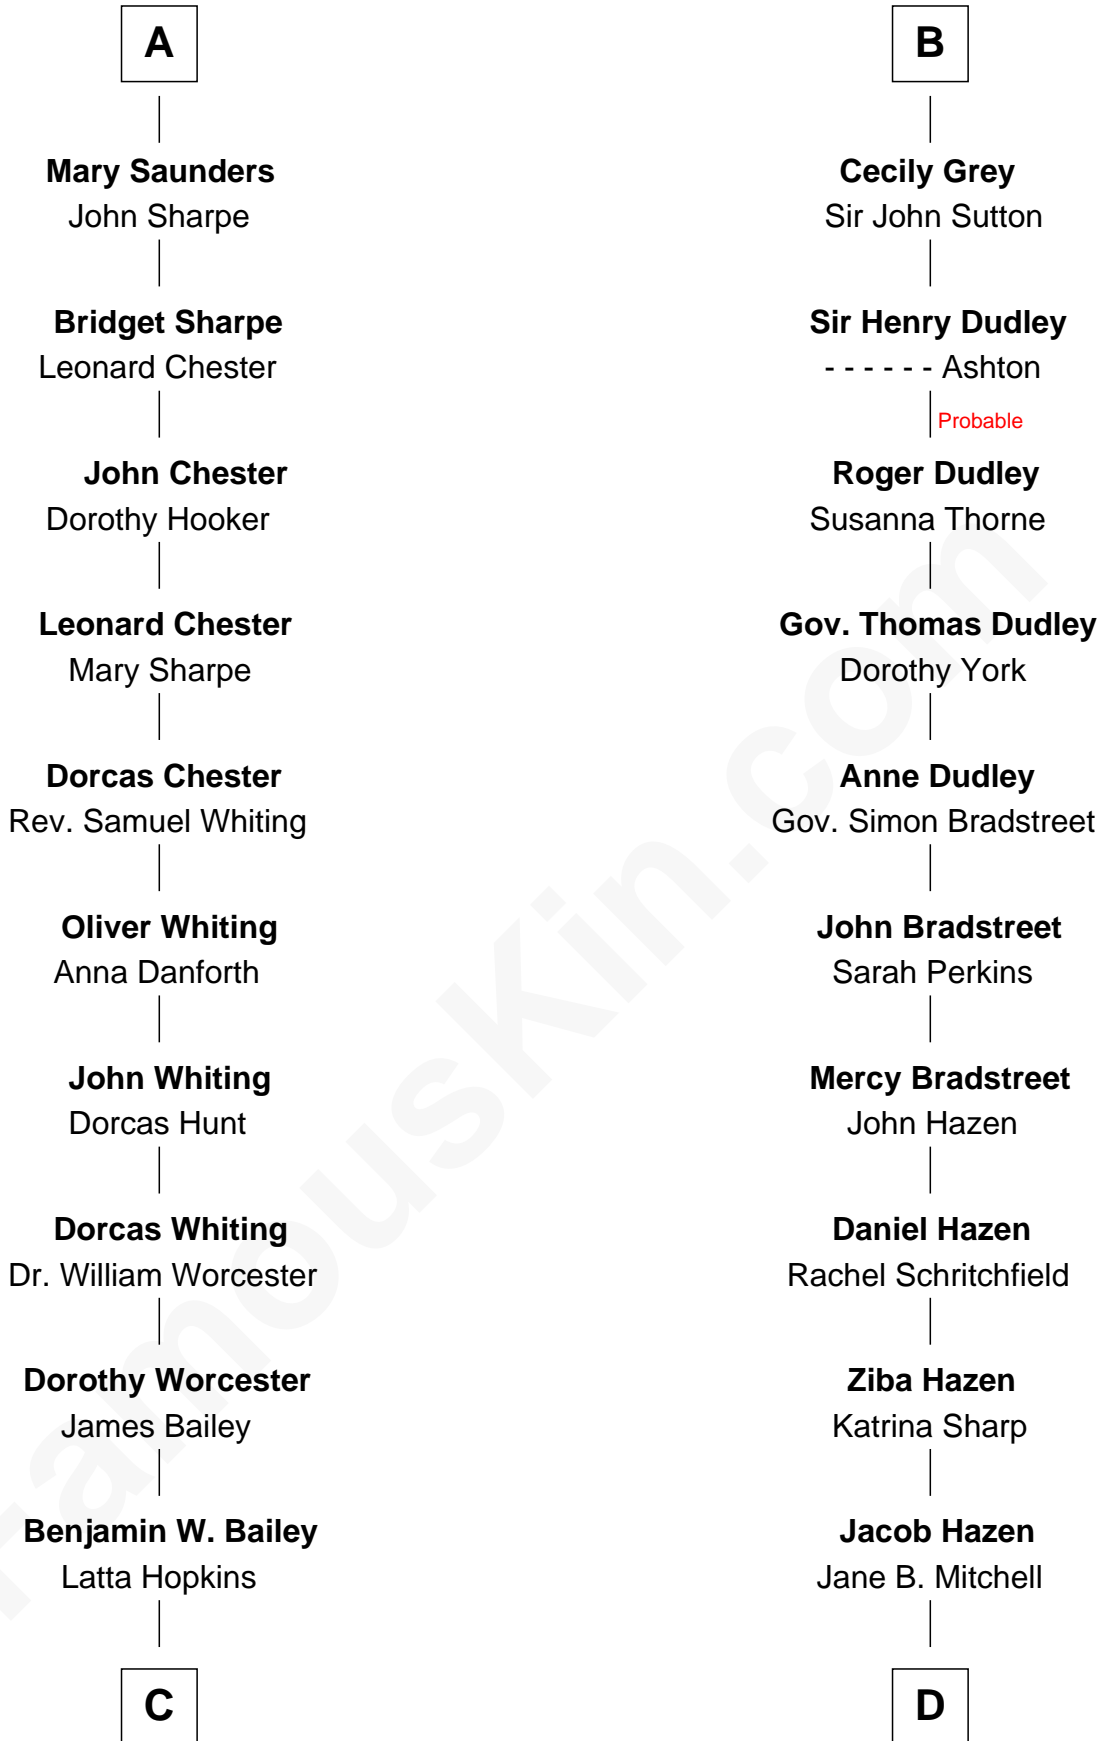 A
Mary Saunders
John Sharpe
Bridget Sharpe
Leonard Chester
John Chester
Dorothy Hooker
Leonard Chester
Mary Sharpe
Dorcas Chester
Rev. Samuel Whiting
Oliver Whiting
Anna Danforth
John Whiting
Dorcas Hunt
Dorcas Whiting
Dr. William Worcester
Dorothy Worcester
James Bailey
Benjamin W. Bailey
Latta Hopkins
C
B
Cecily Grey
Sir John Sutton
Sir Henry Dudley
- - - - - - Ashton
Probable
Roger Dudley
Susanna Thorne
Gov. Thomas Dudley
Dorothy York
Anne Dudley
Gov. Simon Bradstreet
John Bradstreet
Sarah Perkins
Mercy Bradstreet
John Hazen
Daniel Hazen
Rachel Schritchfield
Ziba Hazen
Katrina Sharp
Jacob Hazen
Jane B. Mitchell
D
FamousKin.com